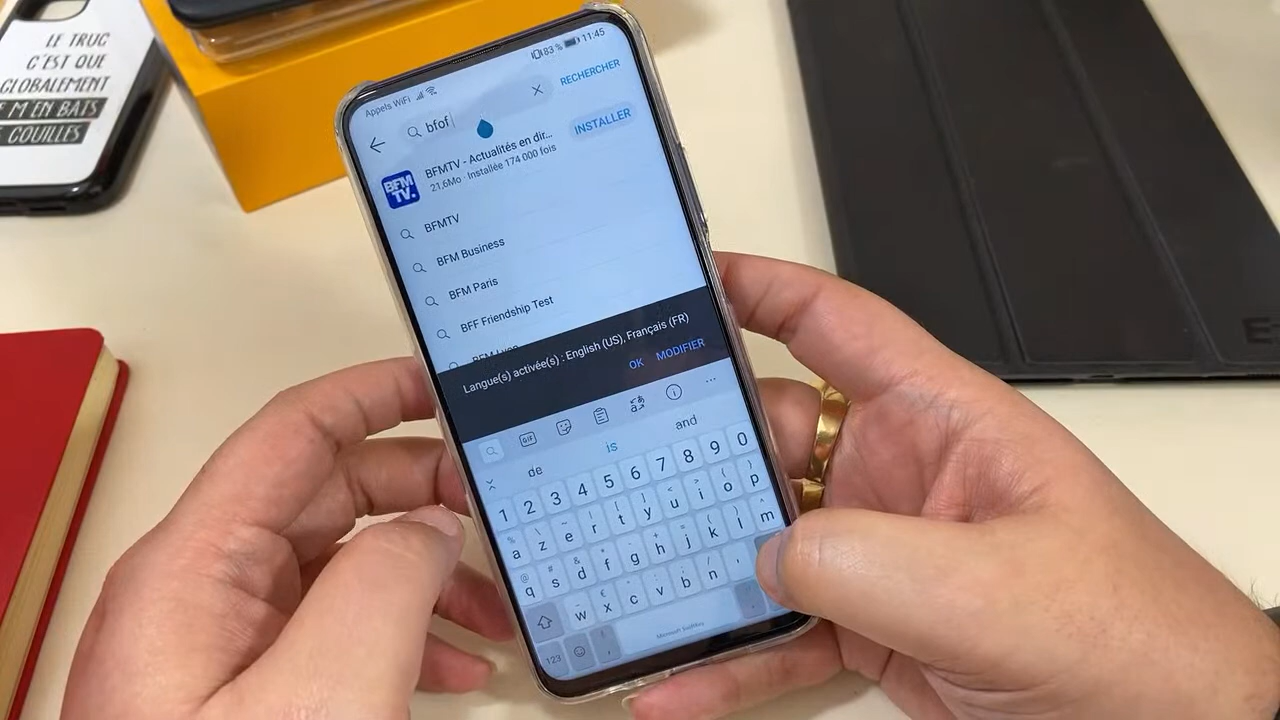 LE TRUC
C'EST QUE
GLOBALEMENT
M EN BATS
COUILLES
Appels WiFi
83 %
11:45
bfof
RECHERCHER
BFM
TV.
BFMTV - Actualités en dir...
21,6Mo · Installée 174 000 fois
INSTALLER
BFMTV
BFM Business
BFM Paris
BFF Friendship Test
Langue(s) activée(s) : English (US), Français (FR)
OK MODIFIER
GIF
de is and
1 2 3 4 5 6 7 8 9 0
a z e r t y u i o p
q s d f g h j k l m
w x c v b n '
123 , .
Microsoft SwiftKey